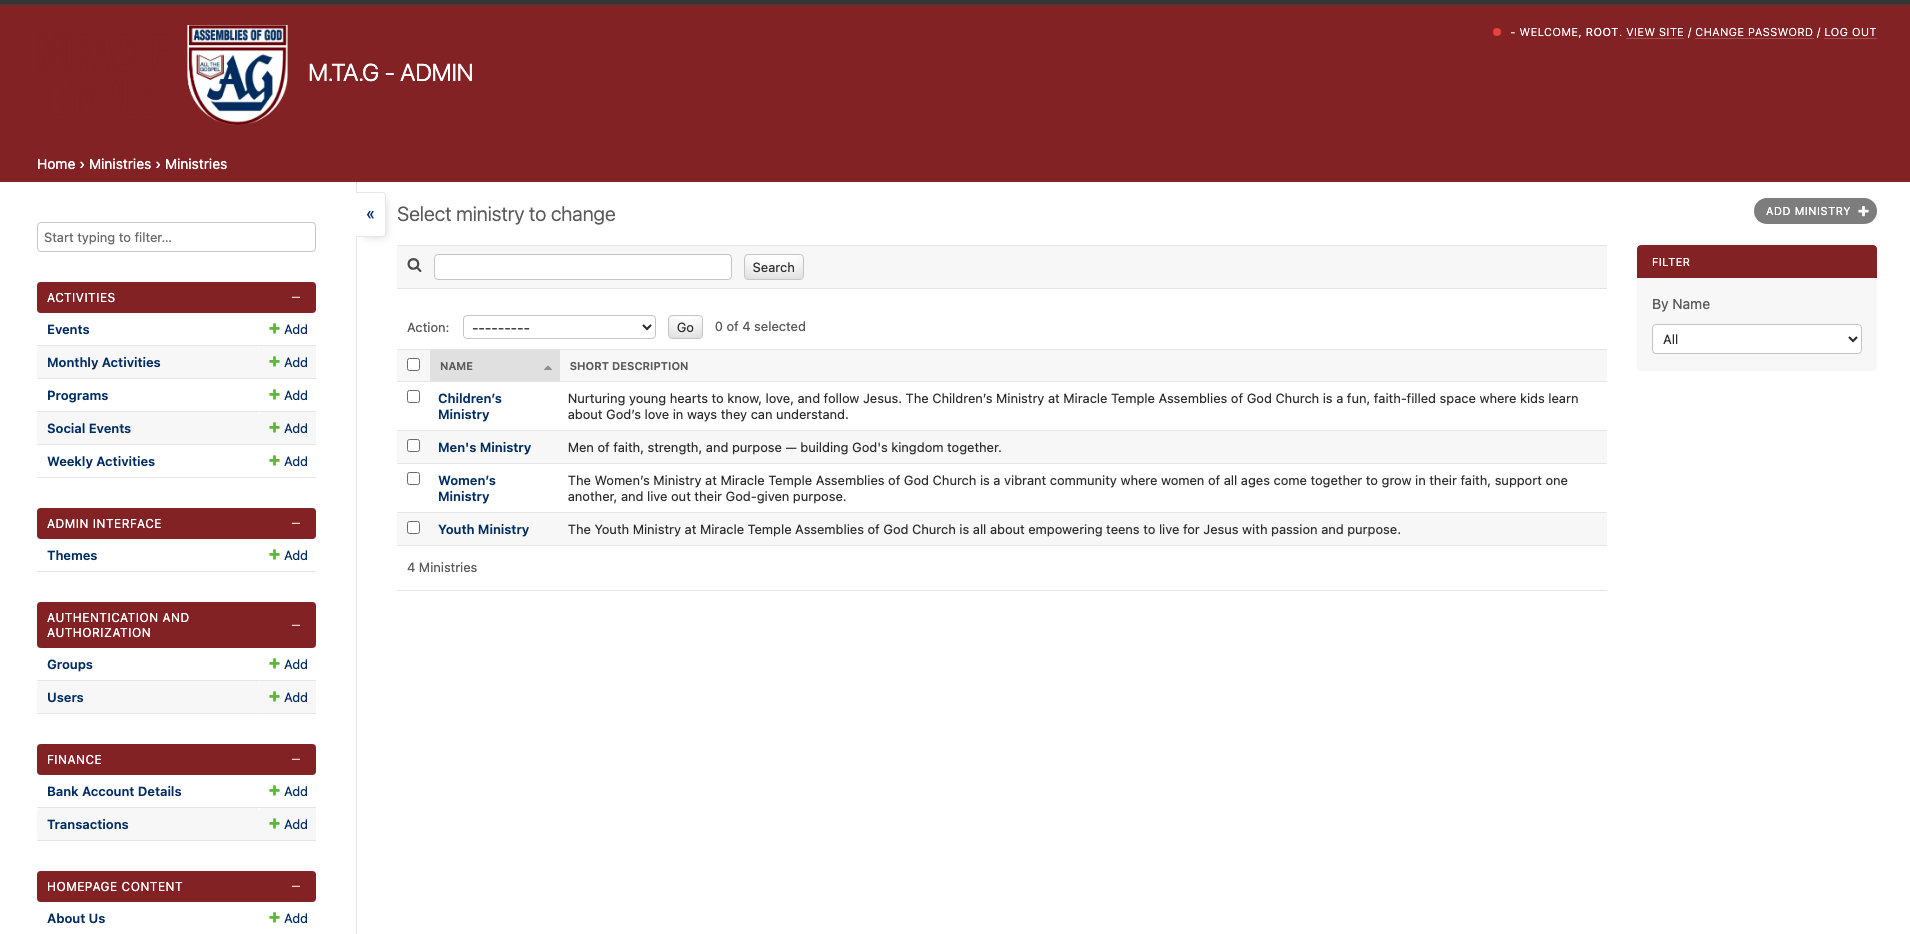 ASSEMBLIES OF GOD
ALL THE GOSPEL
AG
M.TA.G - ADMIN
- WELCOME, ROOT. VIEW SITE / CHANGE PASSWORD / LOG OUT
Home › Ministries › Ministries
Start typing to filter...
ACTIVITIES −
Events + Add
Monthly Activities + Add
Programs + Add
Social Events + Add
Weekly Activities + Add
ADMIN INTERFACE −
Themes + Add
AUTHENTICATION AND
AUTHORIZATION −
Groups + Add
Users + Add
FINANCE −
Bank Account Details + Add
Transactions + Add
HOMEPAGE CONTENT −
About Us + Add
«
Select ministry to change
ADD MINISTRY +
Search
Action: --------- Go 0 of 4 selected
NAME SHORT DESCRIPTION
Children’s
Ministry
Nurturing young hearts to know, love, and follow Jesus. The Children’s Ministry at Miracle Temple Assemblies of God Church is a fun, faith-filled space where kids learn
about God’s love in ways they can understand.
Men's Ministry Men of faith, strength, and purpose — building God's kingdom together.
Women’s
Ministry
The Women’s Ministry at Miracle Temple Assemblies of God Church is a vibrant community where women of all ages come together to grow in their faith, support one
another, and live out their God-given purpose.
Youth Ministry The Youth Ministry at Miracle Temple Assemblies of God Church is all about empowering teens to live for Jesus with passion and purpose.
4 Ministries
FILTER
By Name
All